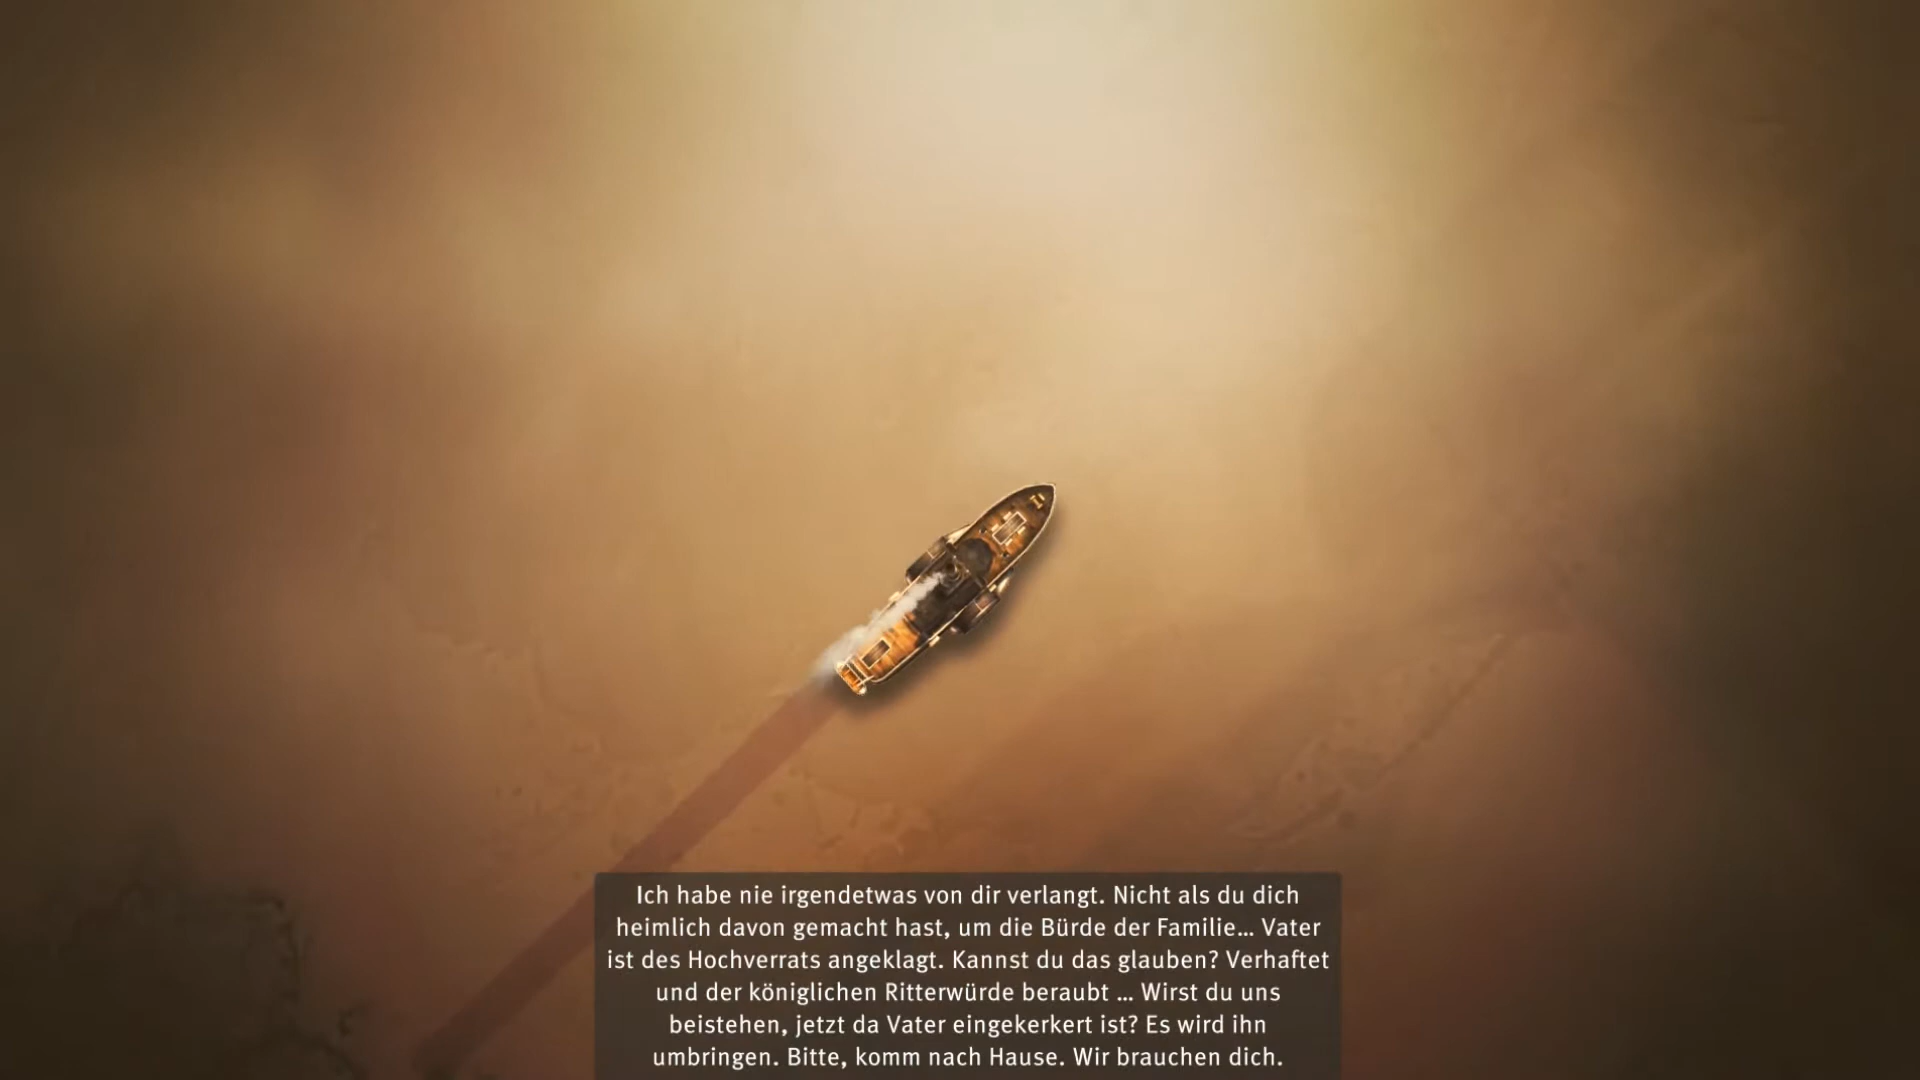 Ich habe nie irgendetwas von dir verlangt. Nicht als du dich
heimlich davon gemacht hast, um die Bürde der Familie... Vater
ist des Hochverrats angeklagt. Kannst du das glauben? Verhaftet
und der königlichen Ritterwürde beraubt ... Wirst du uns
beistehen, jetzt da Vater eingekerkert ist? Es wird ihn
umbringen. Bitte, komm nach Hause. Wir brauchen dich.